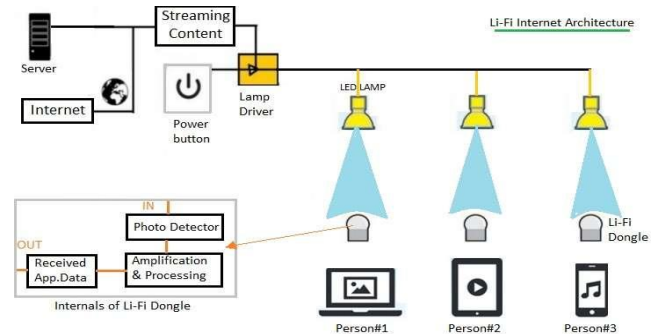 Streaming
Content
Li-Fi Internet Architecture
Server
Internet
Power
button
Lamp
Driver
LED LAMP
Li-Fi
Dongle
IN
Photo Detector
OUT
Received
App.Data
Amplification
& Processing
Internals of Li-Fi Dongle
Person#1
Person#2
Person#3